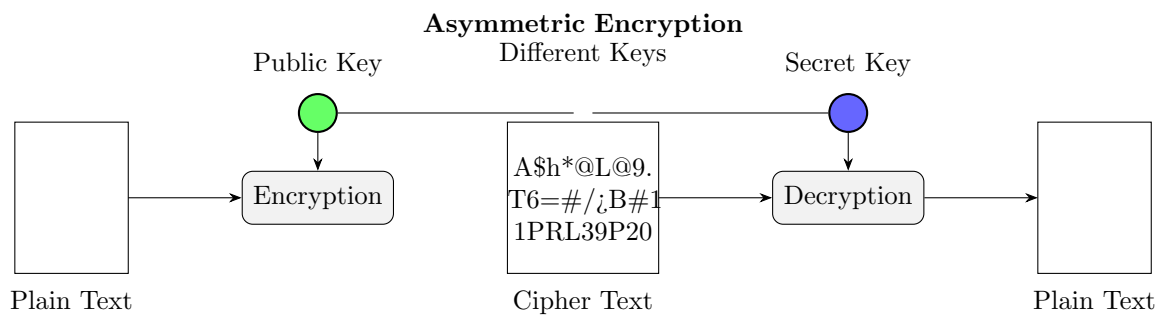 Asymmetric Encryption
Different Keys
Public Key
Secret Key
A$h*@L@9.
T6=#/¿B#1
1PRL39P20
Encryption
Decryption
Plain Text
Cipher Text
Plain Text